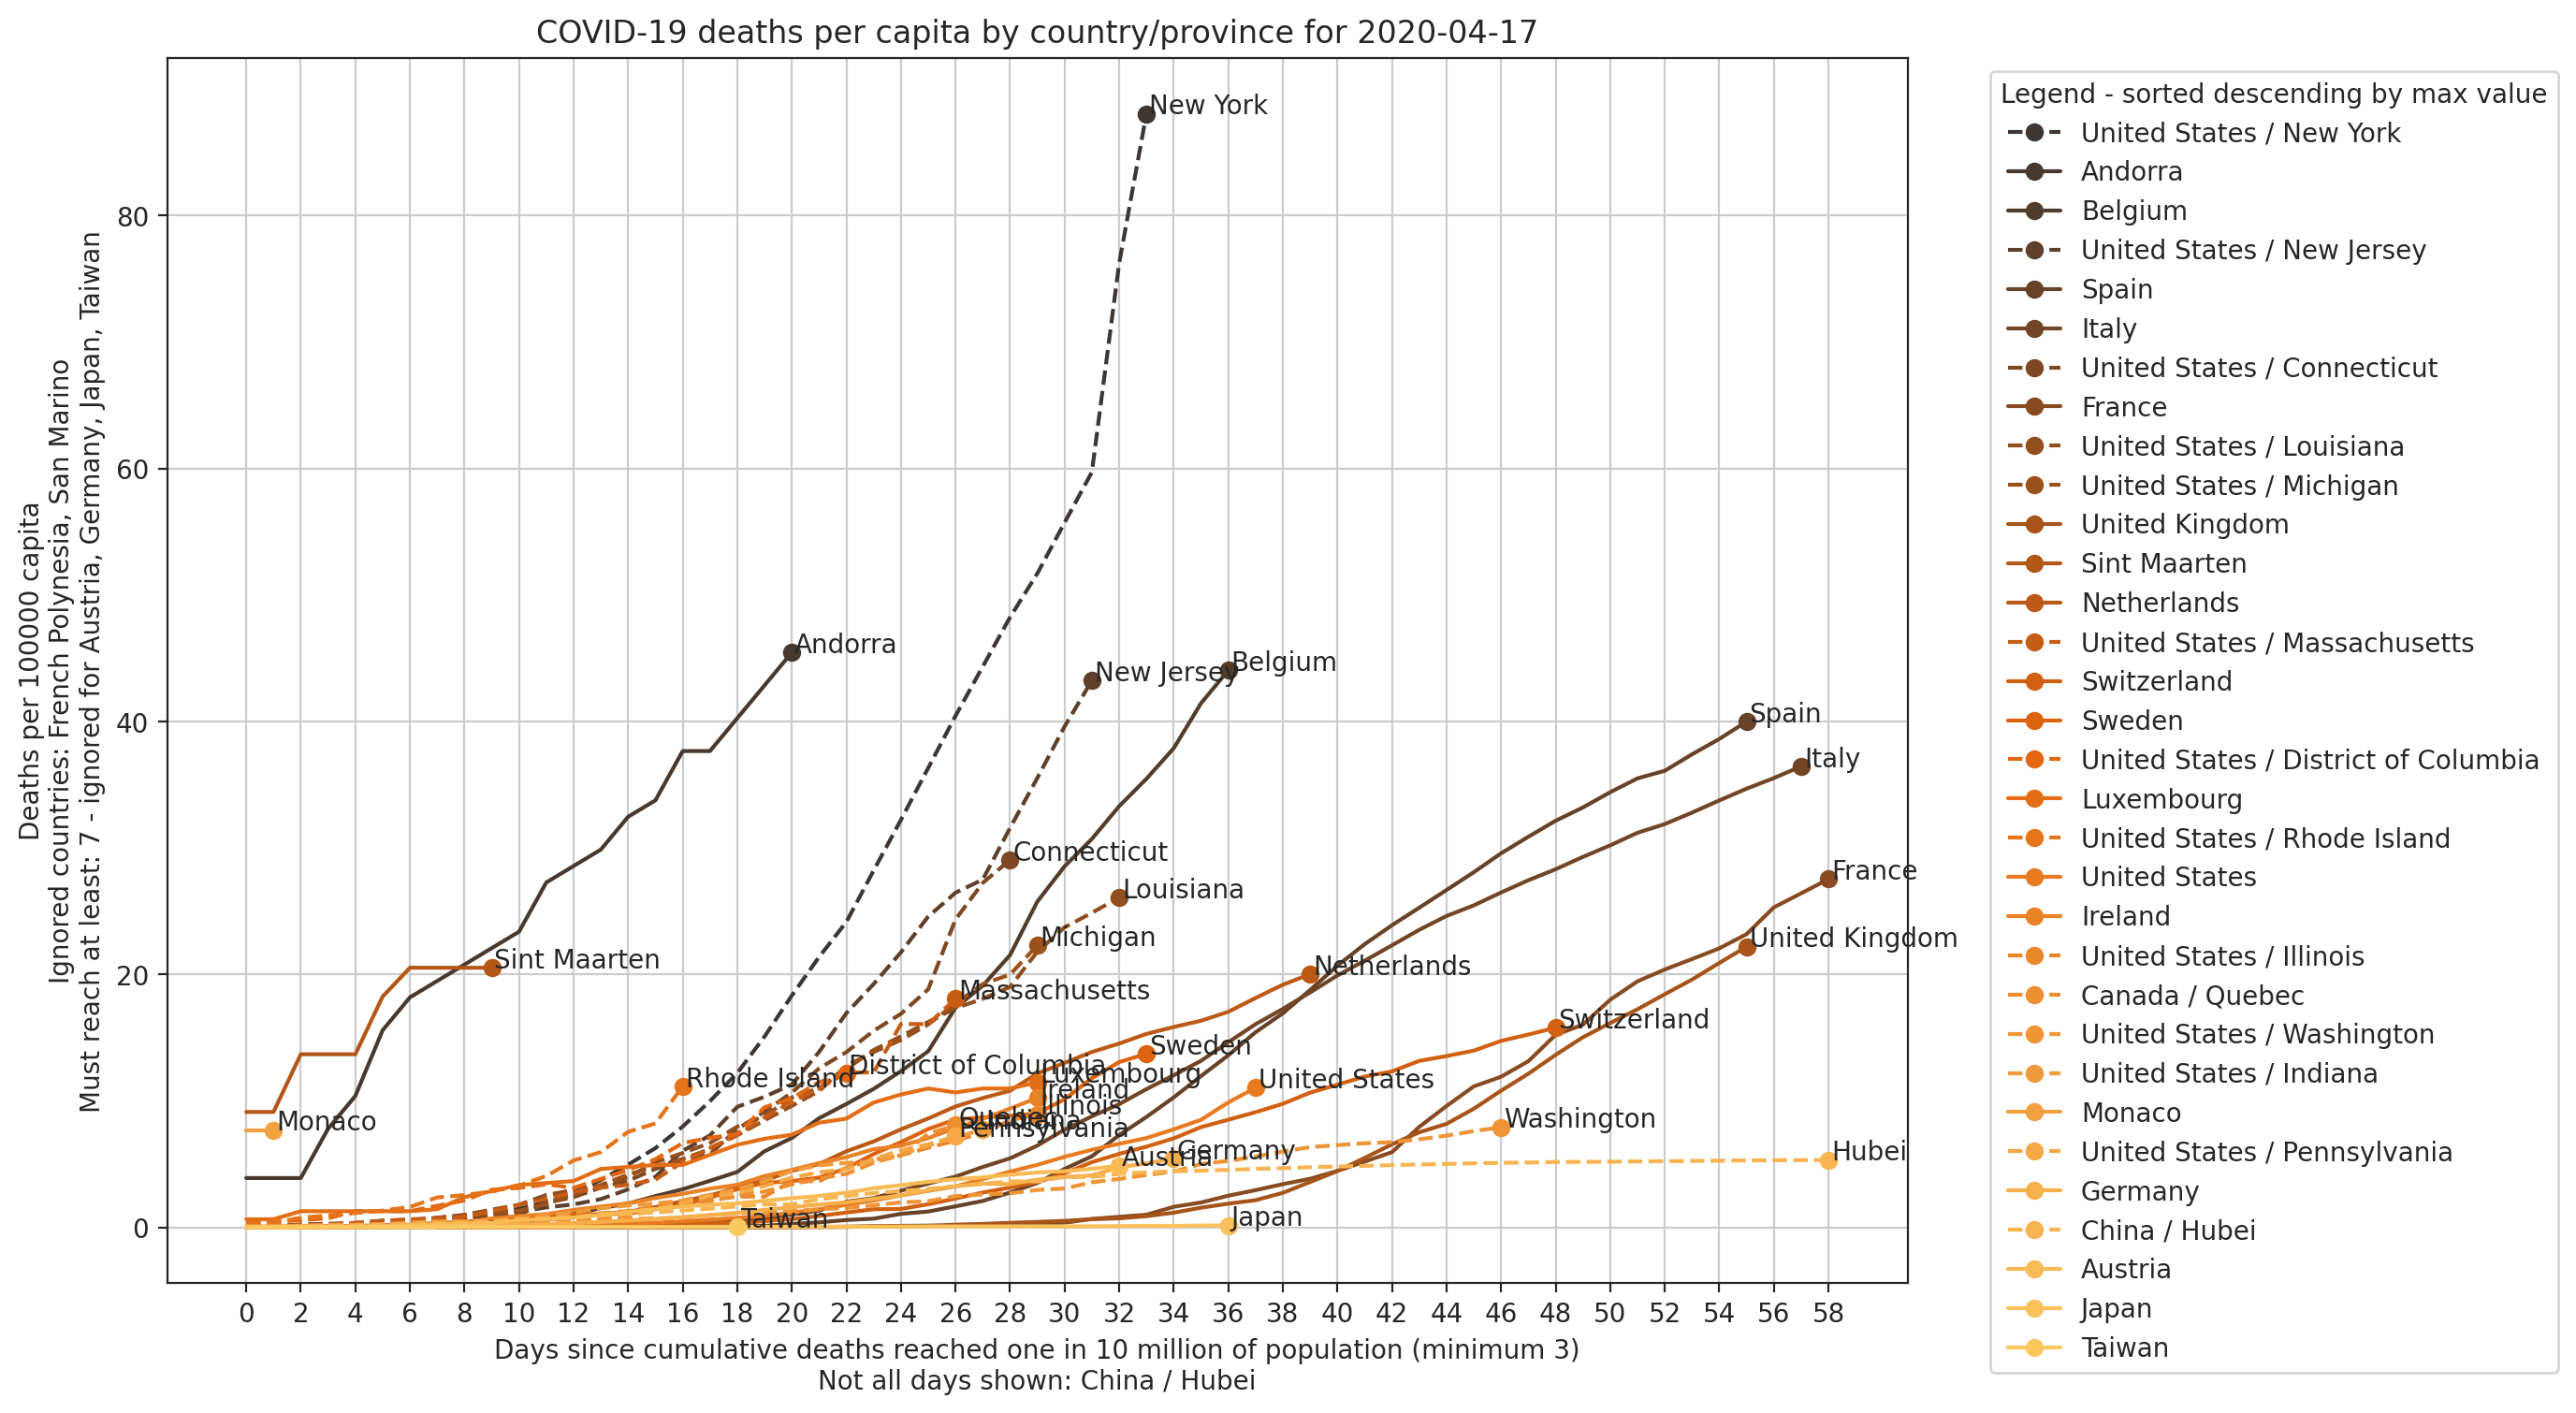 COVID-19 deaths per capita by country/province for 2020-04-17
Deaths per 100000 capita
Ignored countries: French Polynesia, San Marino
Must reach at least: 7 - ignored for Austria, Germany, Japan, Taiwan
80
60
40
20
0
New York
Andorra
New Jersey
Belgium
Spain
Italy
Connecticut
France
Louisiana
Michigan
United Kingdom
Sint Maarten
Netherlands
Massachusetts
Switzerland
Sweden
District of Columbia
Luxembourg
Rhode Island
United States
Ireland
Illinois
Quebec
Washington
Indiana
Monaco
Pennsylvania
Germany
Hubei
Austria
Japan
Taiwan
0 2 4 6 8 10 12 14 16 18 20 22 24 26 28 30 32 34 36 38 40 42 44 46 48 50 52 54 56 58
Days since cumulative deaths reached one in 10 million of population (minimum 3)
Not all days shown: China / Hubei
Legend - sorted descending by max value
United States / New York
Andorra
Belgium
United States / New Jersey
Spain
Italy
United States / Connecticut
France
United States / Louisiana
United States / Michigan
United Kingdom
Sint Maarten
Netherlands
United States / Massachusetts
Switzerland
Sweden
United States / District of Columbia
Luxembourg
United States / Rhode Island
United States
Ireland
United States / Illinois
Canada / Quebec
United States / Washington
United States / Indiana
Monaco
United States / Pennsylvania
Germany
China / Hubei
Austria
Japan
Taiwan